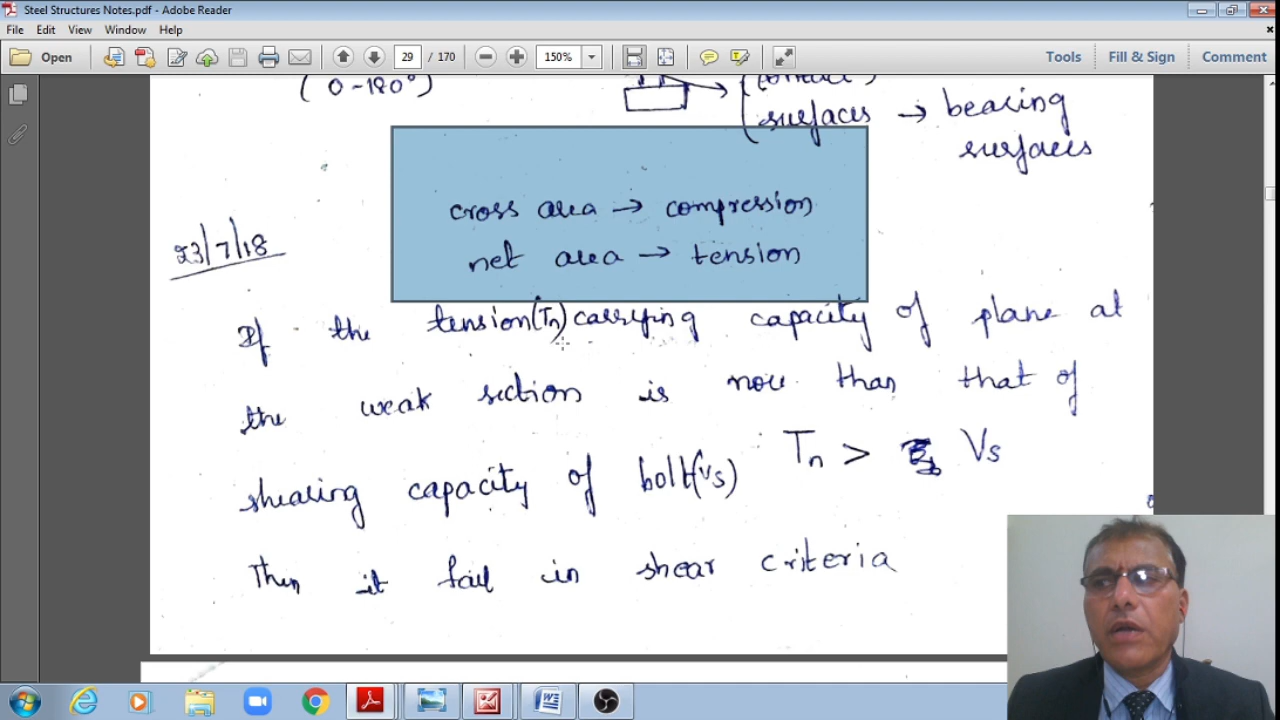 Steel Structures Notes.pdf - Adobe Reader
File Edit View Window Help
Open 29 / 170 150% Tools Fill & Sign Comment
(0-180°)
surfaces → bearing
surfaces
cross area → compression
net area → tension
23/7/18
If the tension(Tn) carrying capacity of plane at
the weak section is more than that of
shearing capacity of bolt(Vs) Tn > Vs
Then it fail in shear criteria